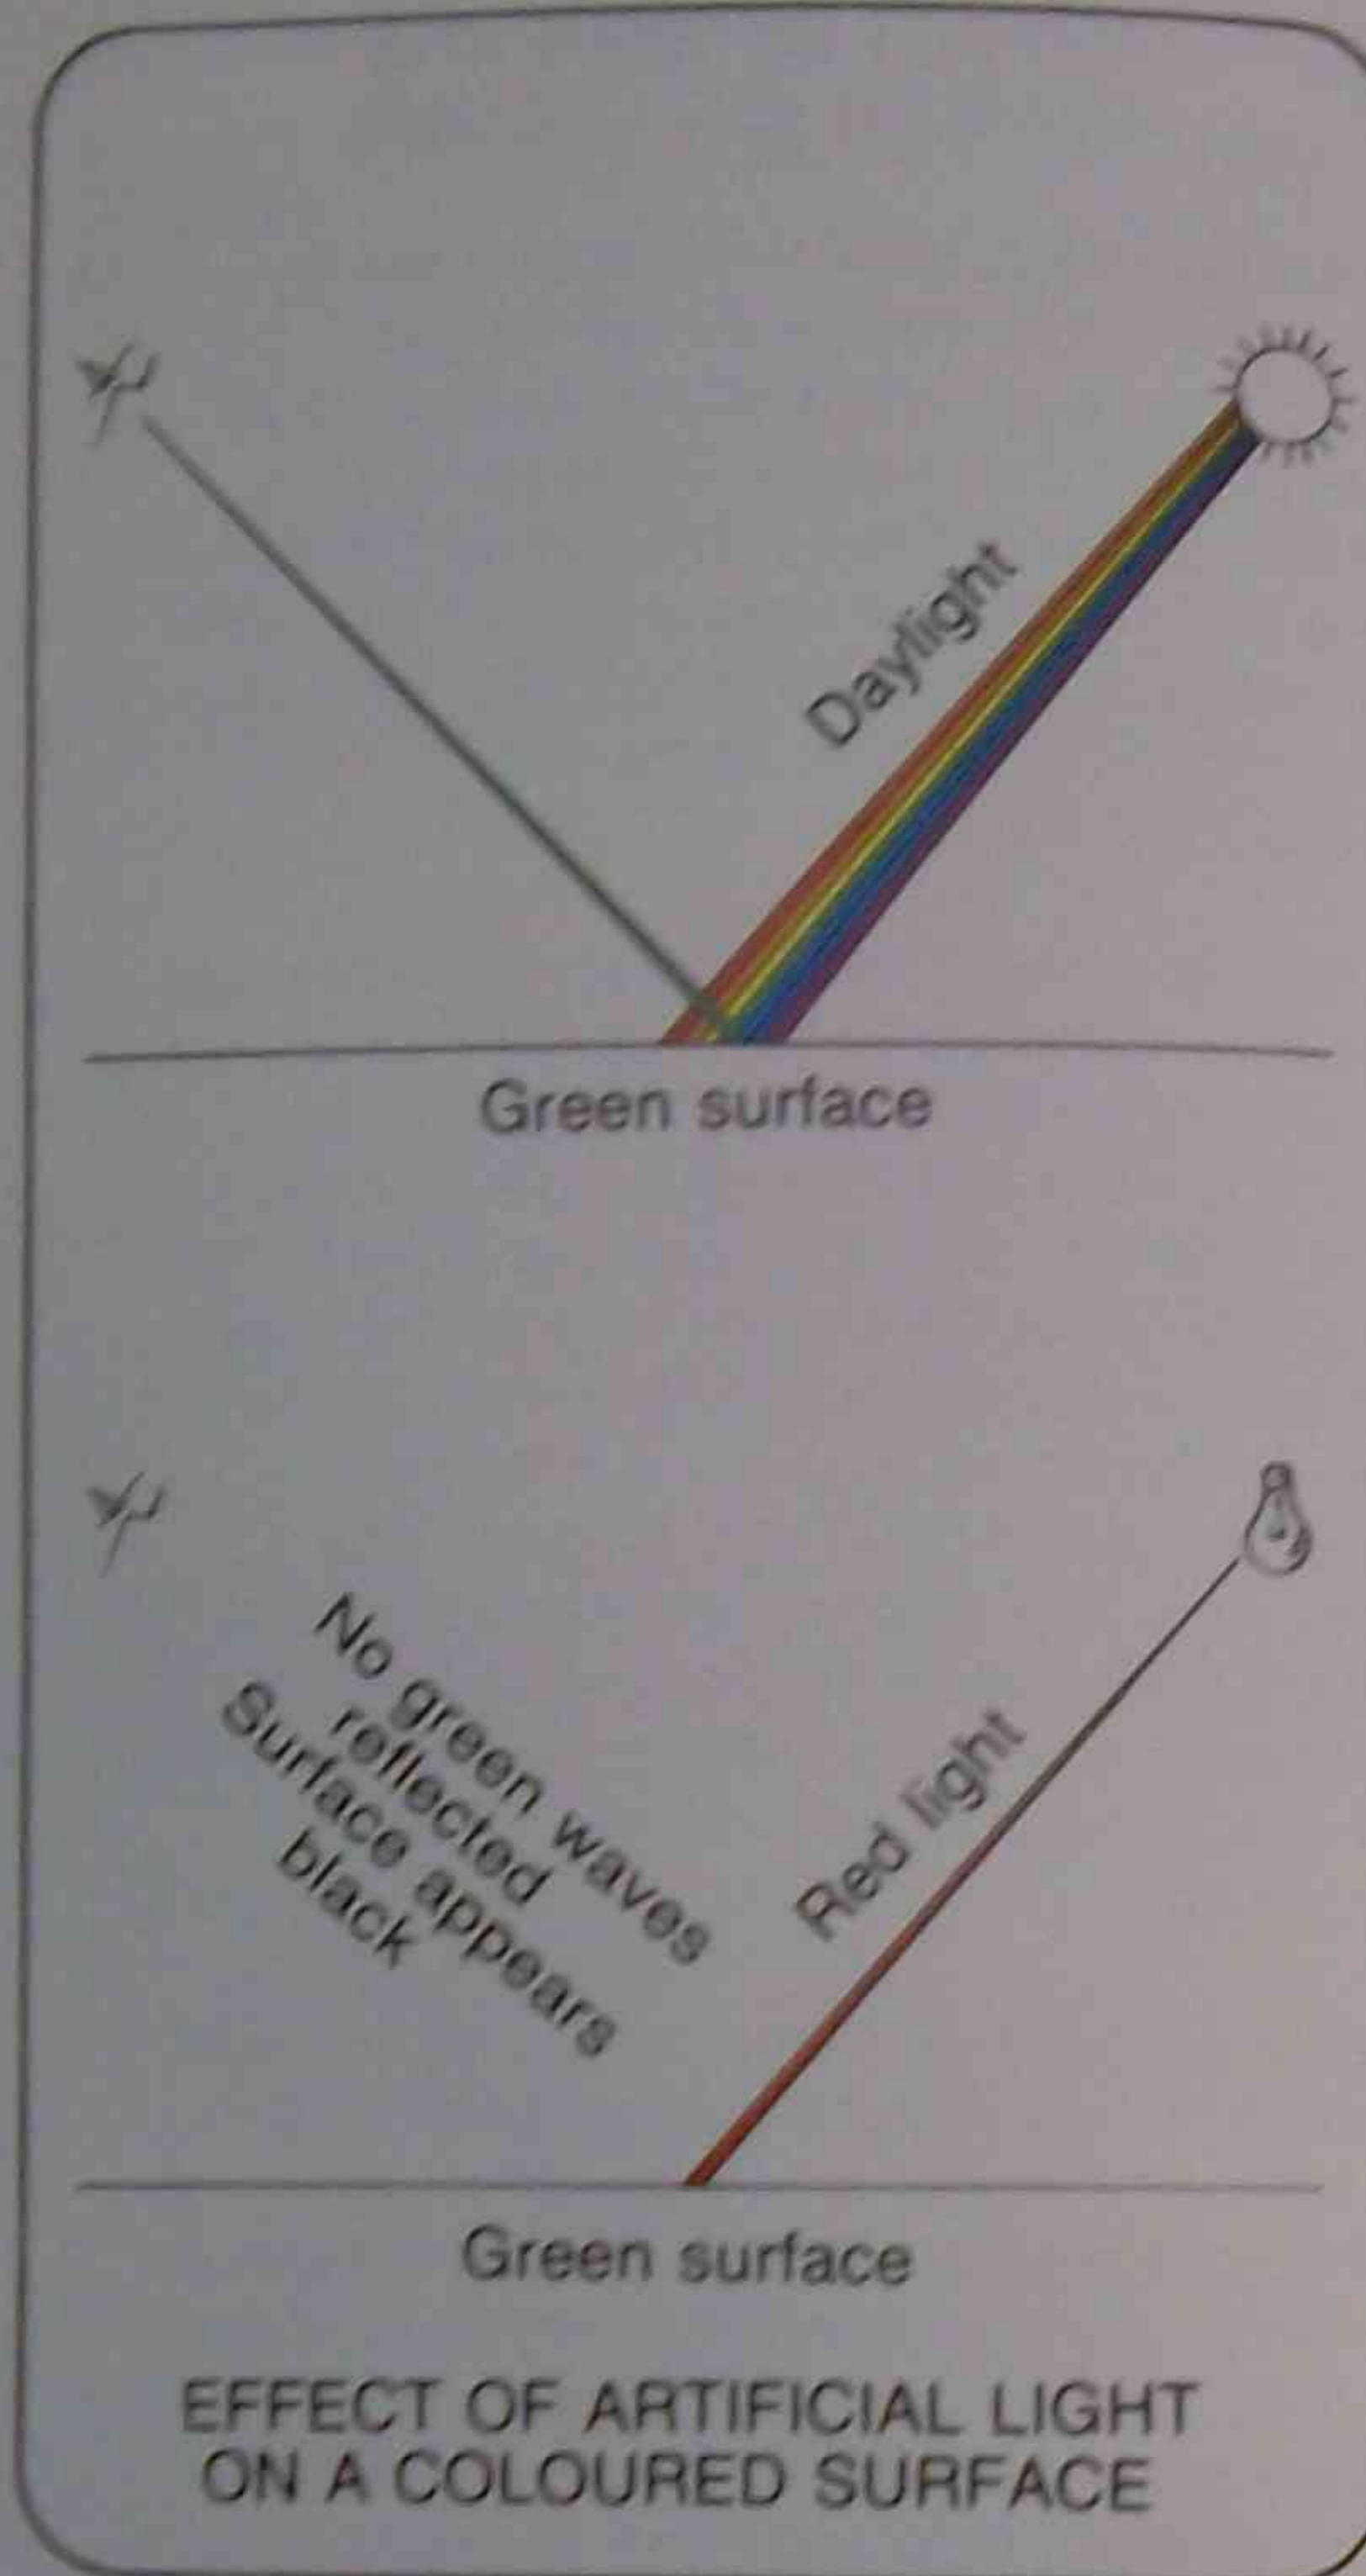 Daylight
Green surface
No green waves
reflected
Surface appears
black
Red light
Green surface
EFFECT OF ARTIFICIAL LIGHT
ON A COLOURED SURFACE